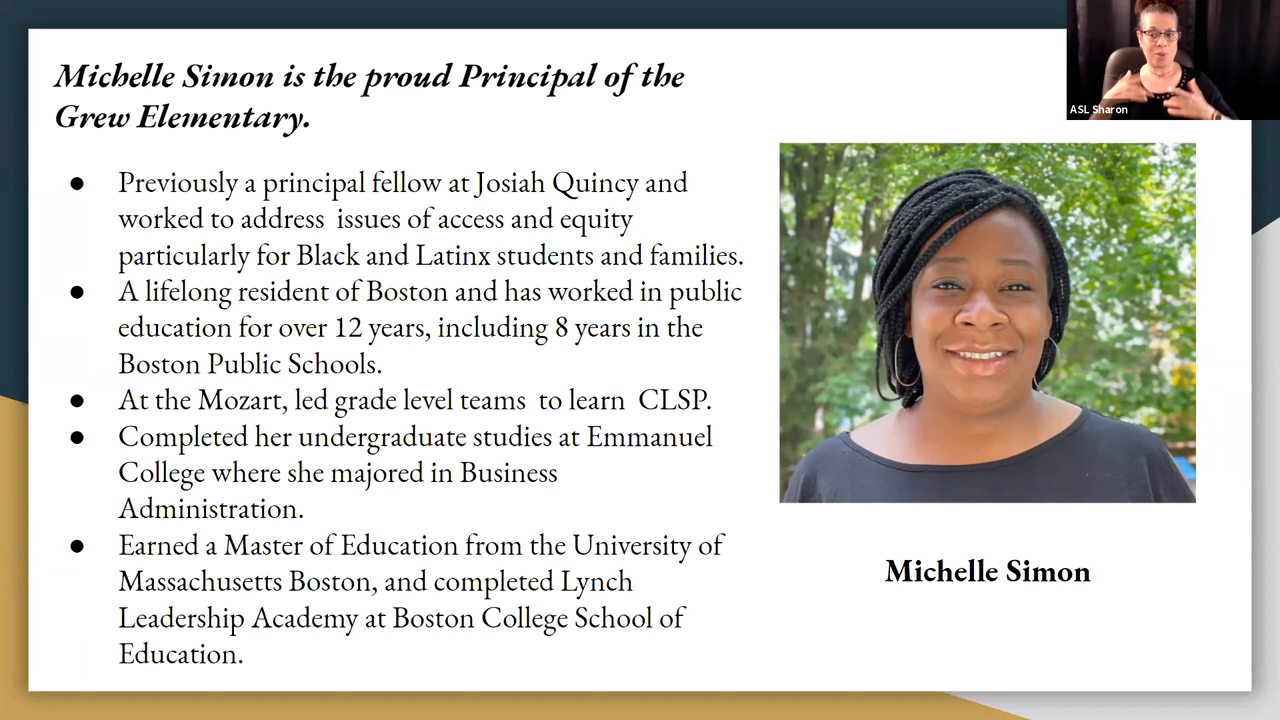 Michelle Simon is the proud Principal of the
Grew Elementary.
ASL Sharon
● Previously a principal fellow at Josiah Quincy and
worked to address  issues of access and equity
particularly for Black and Latinx students and families.
● A lifelong resident of Boston and has worked in public
education for over 12 years, including 8 years in the
Boston Public Schools.
● At the Mozart, led grade level teams  to learn  CLSP.
● Completed her undergraduate studies at Emmanuel
College where she majored in Business
Administration.
● Earned a Master of Education from the University of
Massachusetts Boston, and completed Lynch
Leadership Academy at Boston College School of
Education.
Michelle Simon